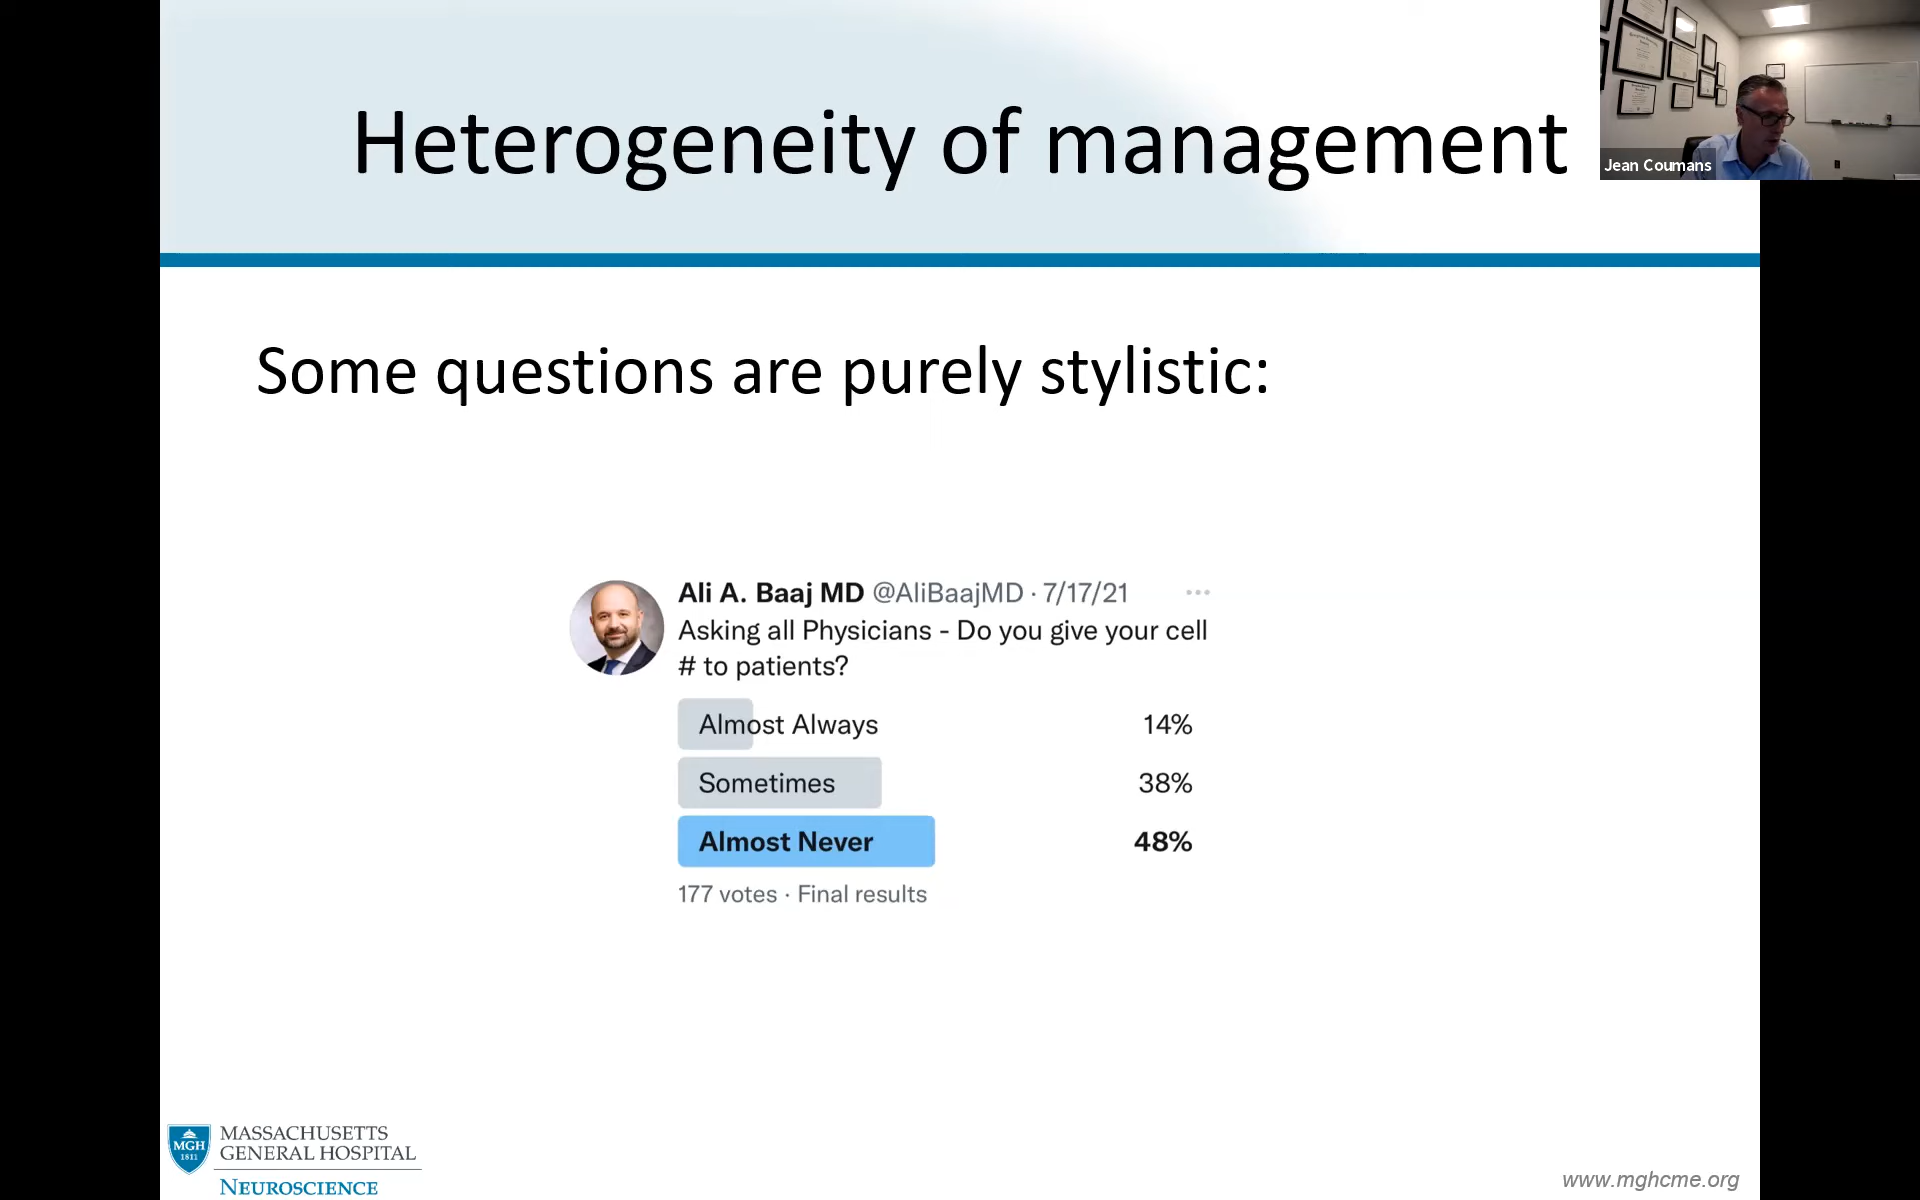 Heterogeneity of management
Jean Coumans
Some questions are purely stylistic:
Ali A. Baaj MD @AliBaajMD · 7/17/21 ···
Asking all Physicians - Do you give your cell
# to patients?
Almost Always 14%
Sometimes 38%
Almost Never 48%
177 votes · Final results
MGH
1811
MASSACHUSETTS
GENERAL HOSPITAL
NEUROSCIENCE
www.mghcme.org